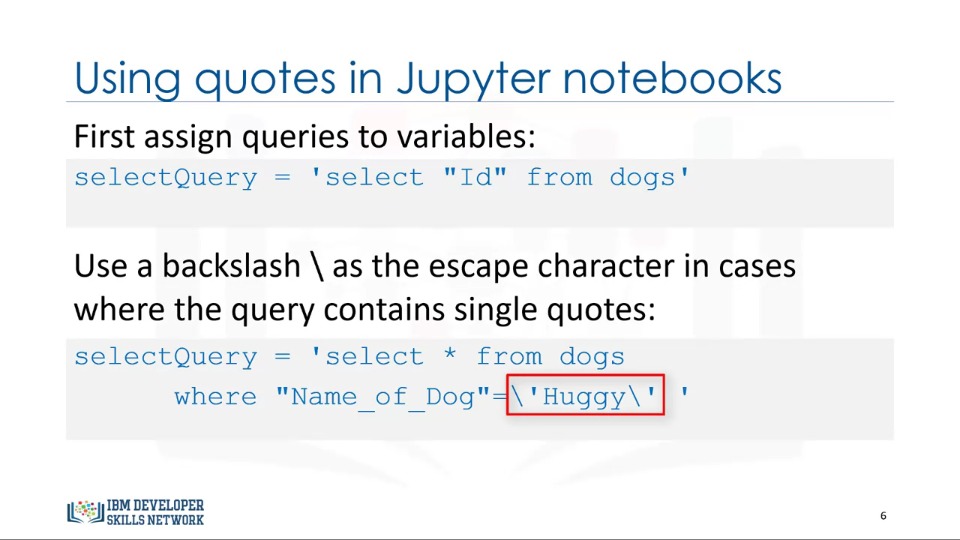 Using quotes in Jupyter notebooks
First assign queries to variables:
selectQuery = 'select "Id" from dogs'
Use a backslash \ as the escape character in cases
where the query contains single quotes:
selectQuery = 'select * from dogs
where "Name_of_Dog"=\'Huggy\' '
IBM DEVELOPER
SKILLS NETWORK
6